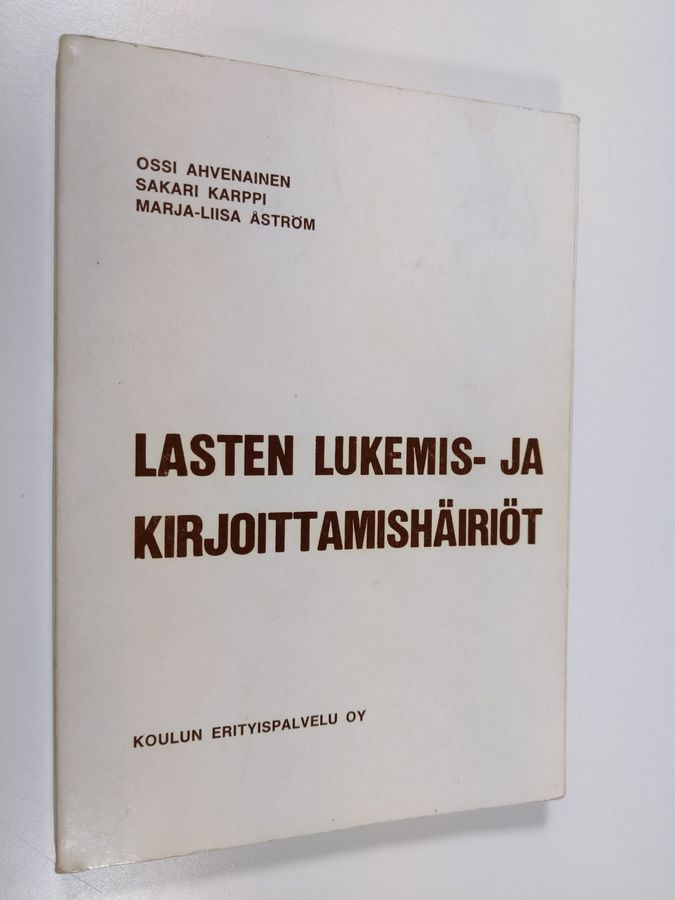 OSSI AHVENAINEN
SAKARI KARPPI
MARJA-LIISA ÅSTRÖM
LASTEN LUKEMIS- JA
KIRJOITTAMISHÄIRIÖT
KOULUN ERITYISPALVELU OY